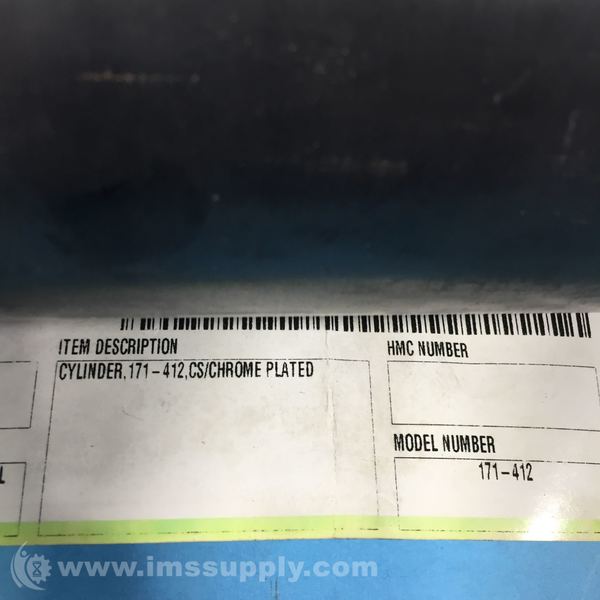 ITEM DESCRIPTION
HMC NUMBER
CYLINDER,171-412,CS/CHROME PLATED
MODEL NUMBER
171-412
L
www.imssupply.com